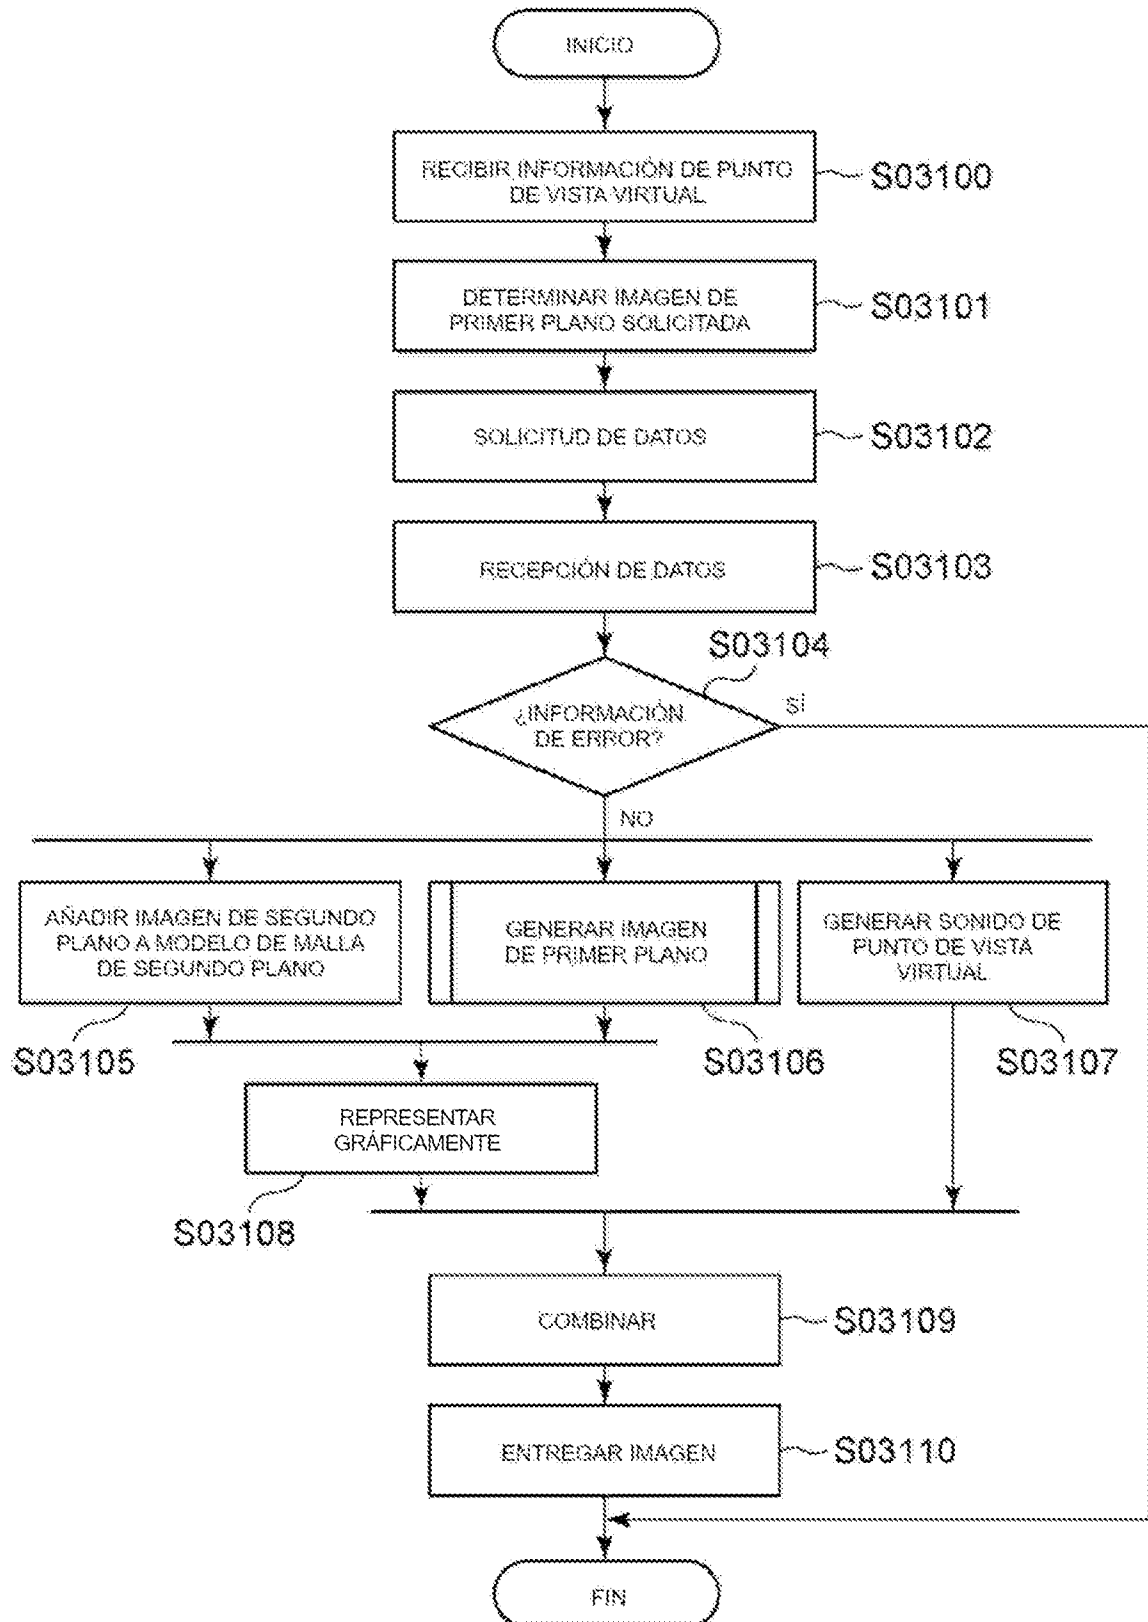 INICIO
RECIBIR INFORMACIÓN DE PUNTO
DE VISTA VIRTUAL
S03100
DETERMINAR IMAGEN DE
PRIMER PLANO SOLICITADA
S03101
SOLICITUD DE DATOS
S03102
RECEPCIÓN DE DATOS
S03103
S03104
¿INFORMACIÓN
DE ERROR?
SÍ
NO
AÑADIR IMAGEN DE SEGUNDO
PLANO A MODELO DE MALLA
DE SEGUNDO PLANO
S03105
GENERAR IMAGEN
DE PRIMER PLANO
S03106
GENERAR SONIDO DE
PUNTO DE VISTA
VIRTUAL
S03107
REPRESENTAR
GRÁFICAMENTE
S03108
COMBINAR
S03109
ENTREGAR IMAGEN
S03110
FIN